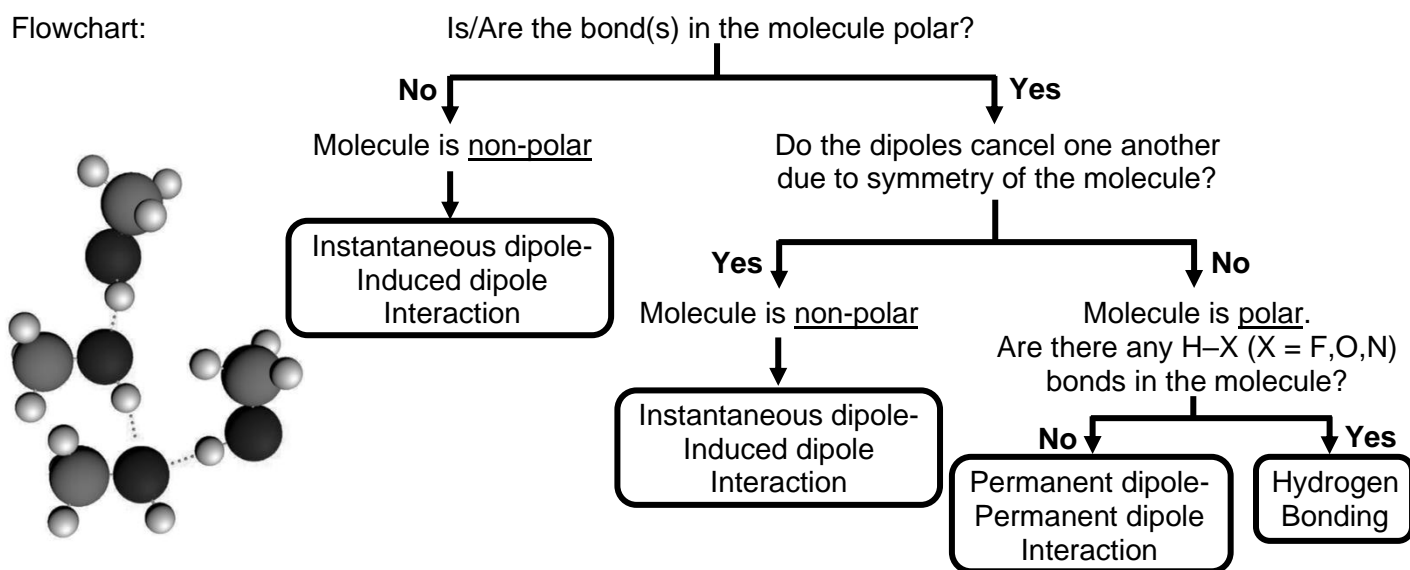 Flowchart:
Is/Are the bond(s) in the molecule polar?
No
Yes
Molecule is non-polar
Do the dipoles cancel one another
due to symmetry of the molecule?
Instantaneous dipole-
Induced dipole
Interaction
Yes
No
Molecule is non-polar
Molecule is polar.
Are there any H–X (X = F,O,N)
bonds in the molecule?
Instantaneous dipole-
Induced dipole
Interaction
No
Yes
Permanent dipole-
Permanent dipole
Interaction
Hydrogen
Bonding